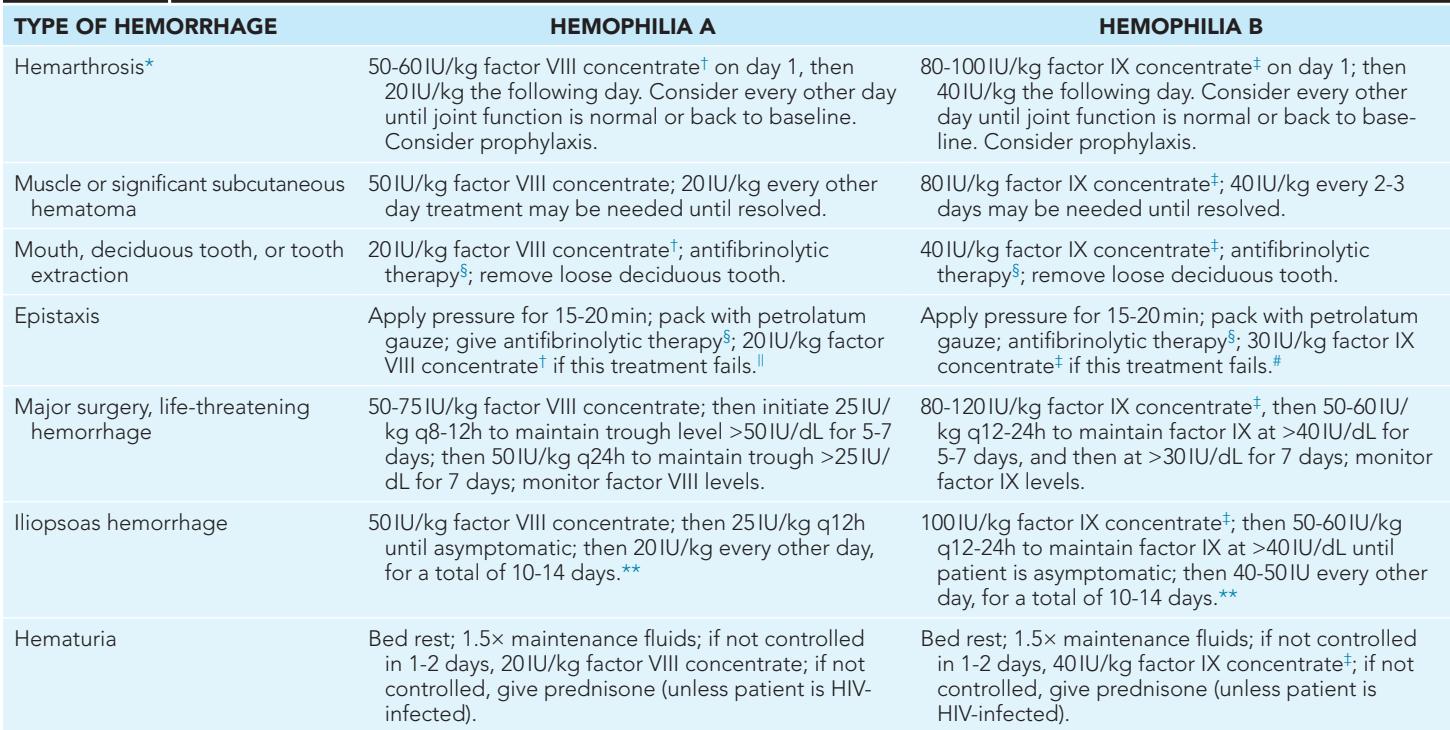 TYPE OF HEMORRHAGE
HEMOPHILIA A
HEMOPHILIA B
Hemarthrosis*
50-60 IU/kg factor VIII concentrate† on day 1, then
20 IU/kg the following day. Consider every other day
until joint function is normal or back to baseline.
Consider prophylaxis.
80-100 IU/kg factor IX concentrate‡ on day 1; then
40 IU/kg the following day. Consider every other
day until joint function is normal or back to base-
line. Consider prophylaxis.
Muscle or significant subcutaneous
hematoma
50 IU/kg factor VIII concentrate; 20 IU/kg every other
day treatment may be needed until resolved.
80 IU/kg factor IX concentrate‡; 40 IU/kg every 2-3
days may be needed until resolved.
Mouth, deciduous tooth, or tooth
extraction
20 IU/kg factor VIII concentrate†; antifibrinolytic
therapy§; remove loose deciduous tooth.
40 IU/kg factor IX concentrate‡; antifibrinolytic
therapy§; remove loose deciduous tooth.
Epistaxis
Apply pressure for 15-20 min; pack with petrolatum
gauze; give antifibrinolytic therapy§; 20 IU/kg factor
VIII concentrate† if this treatment fails.‖
Apply pressure for 15-20 min; pack with petrolatum
gauze; antifibrinolytic therapy§; 30 IU/kg factor IX
concentrate‡ if this treatment fails.#
Major surgery, life-threatening
hemorrhage
50-75 IU/kg factor VIII concentrate; then initiate 25 IU/
kg q8-12h to maintain trough level >50 IU/dL for 5-7
days; then 50 IU/kg q24h to maintain trough >25 IU/
dL for 7 days; monitor factor VIII levels.
80-120 IU/kg factor IX concentrate‡, then 50-60 IU/
kg q12-24h to maintain factor IX at >40 IU/dL for
5-7 days, and then at >30 IU/dL for 7 days; monitor
factor IX levels.
Iliopsoas hemorrhage
50 IU/kg factor VIII concentrate; then 25 IU/kg q12h
until asymptomatic; then 20 IU/kg every other day,
for a total of 10-14 days.**
100 IU/kg factor IX concentrate‡; then 50-60 IU/kg
q12-24h to maintain factor IX at >40 IU/dL until
patient is asymptomatic; then 40-50 IU every other
day, for a total of 10-14 days.**
Hematuria
Bed rest; 1.5× maintenance fluids; if not controlled
in 1-2 days, 20 IU/kg factor VIII concentrate; if not
controlled, give prednisone (unless patient is HIV-
infected).
Bed rest; 1.5× maintenance fluids; if not controlled
in 1-2 days, 40 IU/kg factor IX concentrate‡; if not
controlled, give prednisone (unless patient is
HIV-infected).